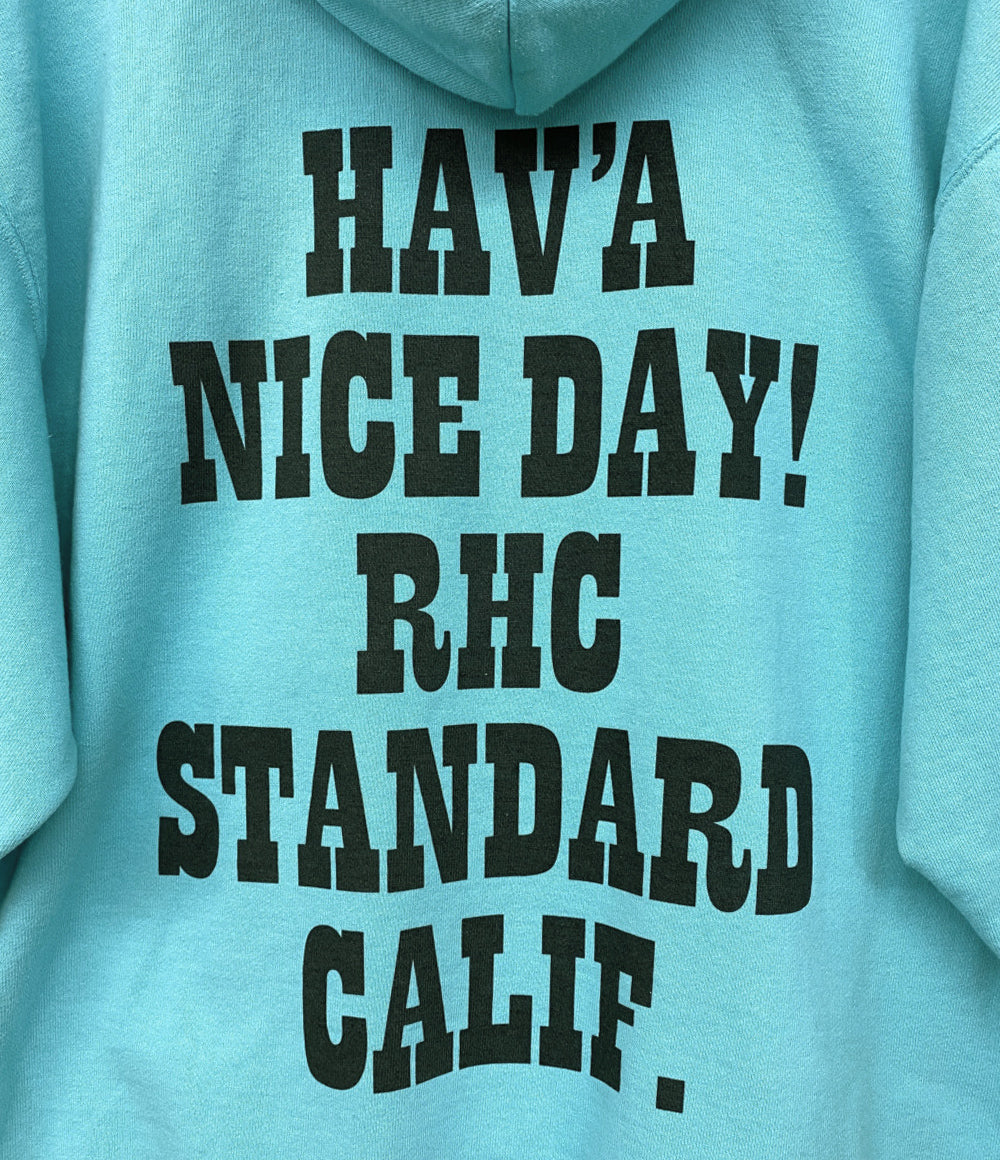 HAV'A
NICE DAY!
RHC
STANDARD
CALIF.